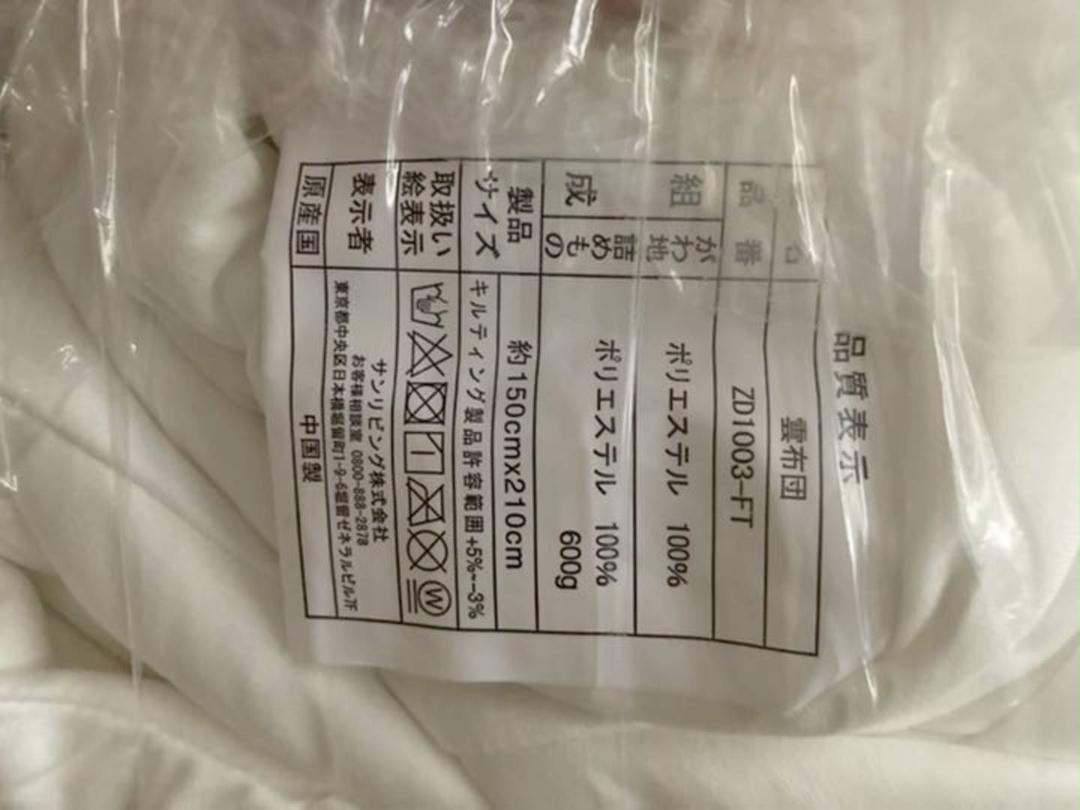 品質表示
品名 雲布団
品番 ZD1003-FT
組成 がわ地 ポリエステル 100%
詰めもの ポリエステル 100%
600g
製品サイズ 約150cmx210cm
キルティング製品許容範囲+5%~-3%
取扱い
絵表示
W
表示者 サンリビング株式会社
お客様相談室 0800-888-2878
東京都中央区日本橋堀留町1-9-6堀留ゼネラルビル7F
原産国 中国製